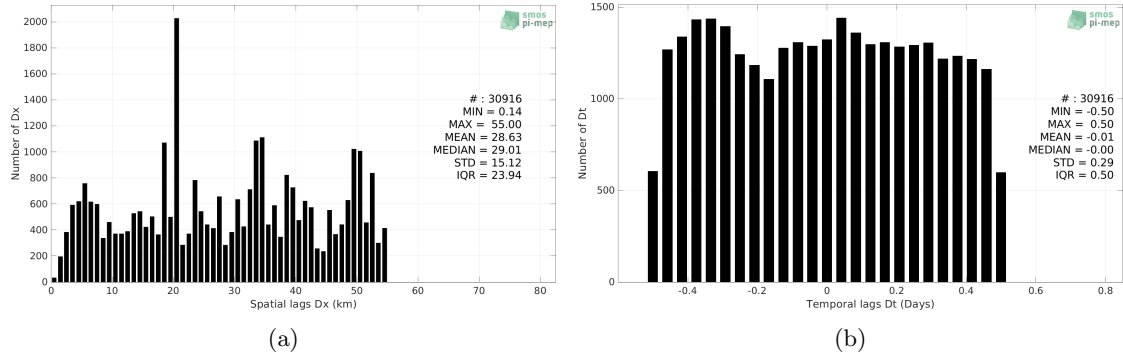 smos
pi-mep
2000
1800
1600
1400
1200
1000
800
600
400
200
0
Number of Dx
# : 30916
MIN = 0.14
MAX = 55.00
MEAN = 28.63
MEDIAN = 29.01
STD = 15.12
IQR = 23.94
0 10 20 30 40 50 60 70 80
Spatial lags Dx (km)
(a)
smos
pi-mep
1500
1000
500
0
Number of Dt
# : 30916
MIN = -0.50
MAX = 0.50
MEAN = -0.01
MEDIAN = -0.00
STD = 0.29
IQR = 0.50
-0.4 -0.2 0 0.2 0.4 0.6 0.8
Temporal lags Dt (Days)
(b)